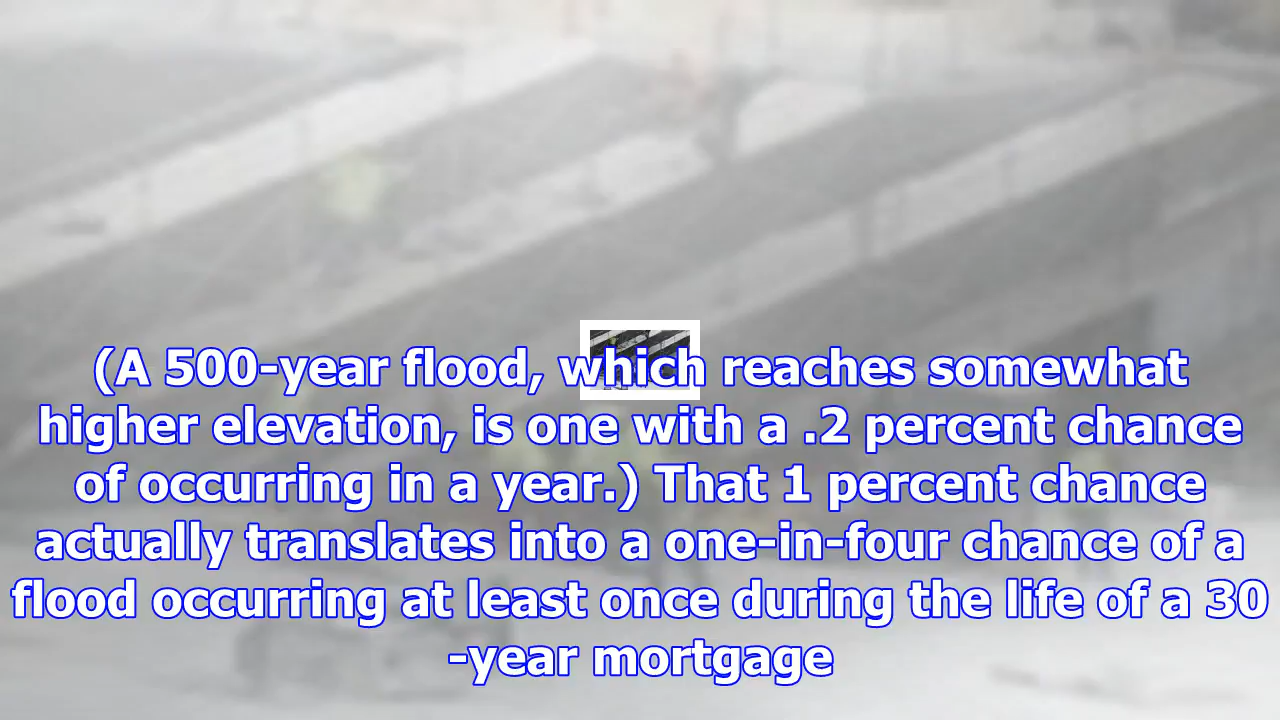 (A 500-year flood, which reaches somewhat
higher elevation, is one with a .2 percent chance
of occurring in a year.) That 1 percent chance
actually translates into a one-in-four chance of a
flood occurring at least once during the life of a 30
-year mortgage